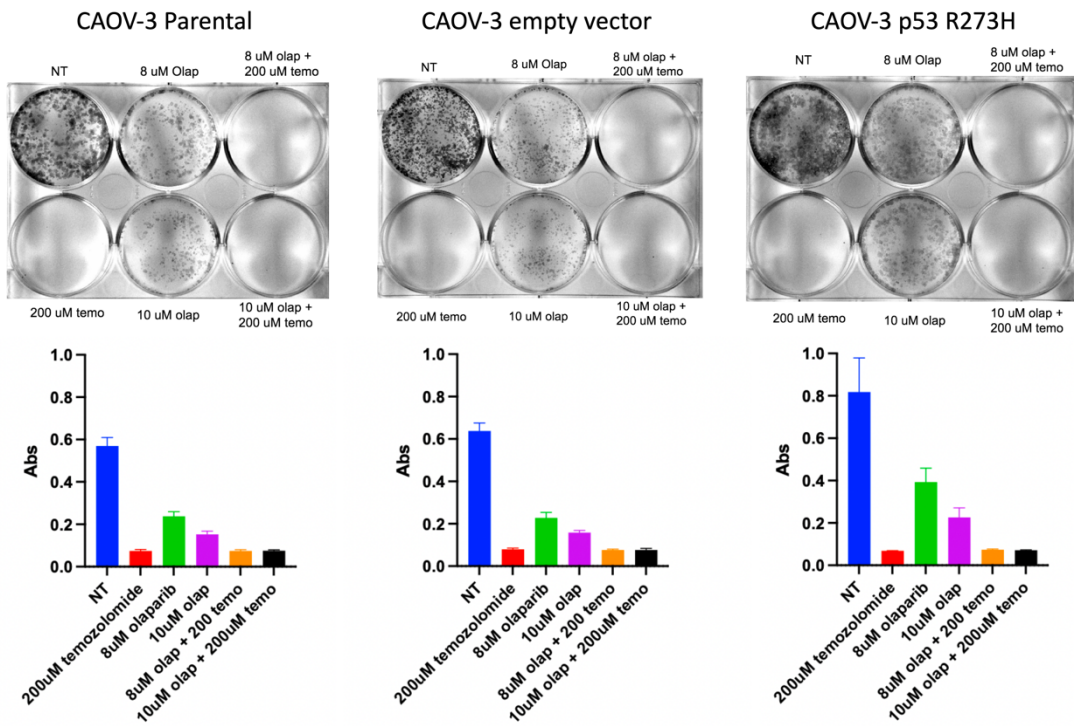 CAOV-3 Parental
NT
8 uM Olap
8 uM olap +
200 uM temo
200 uM temo
10 uM olap
10 uM olap +
200 uM temo
CAOV-3 empty vector
NT
8 uM Olap
8 uM olap +
200 uM temo
200 uM temo
10 uM olap
10 uM olap +
200 uM temo
CAOV-3 p53 R273H
NT
8 uM Olap
8 uM olap +
200 uM temo
200 uM temo
10 uM olap
10 uM olap +
200 uM temo
Abs
1.0
0.8
0.6
0.4
0.2
0.0
NT
200uM temozolomide
8uM olaparib
10uM olap
8uM olap + 200 temo
10uM olap + 200uM temo
Abs
1.0
0.8
0.6
0.4
0.2
0.0
NT
200uM temozolomide
8uM olaparib
10uM olap
8uM olap + 200 temo
10uM olap + 200uM temo
Abs
1.0
0.8
0.6
0.4
0.2
0.0
NT
200uM temozolomide
8uM olaparib
10uM olap
8uM olap + 200 temo
10uM olap + 200uM temo